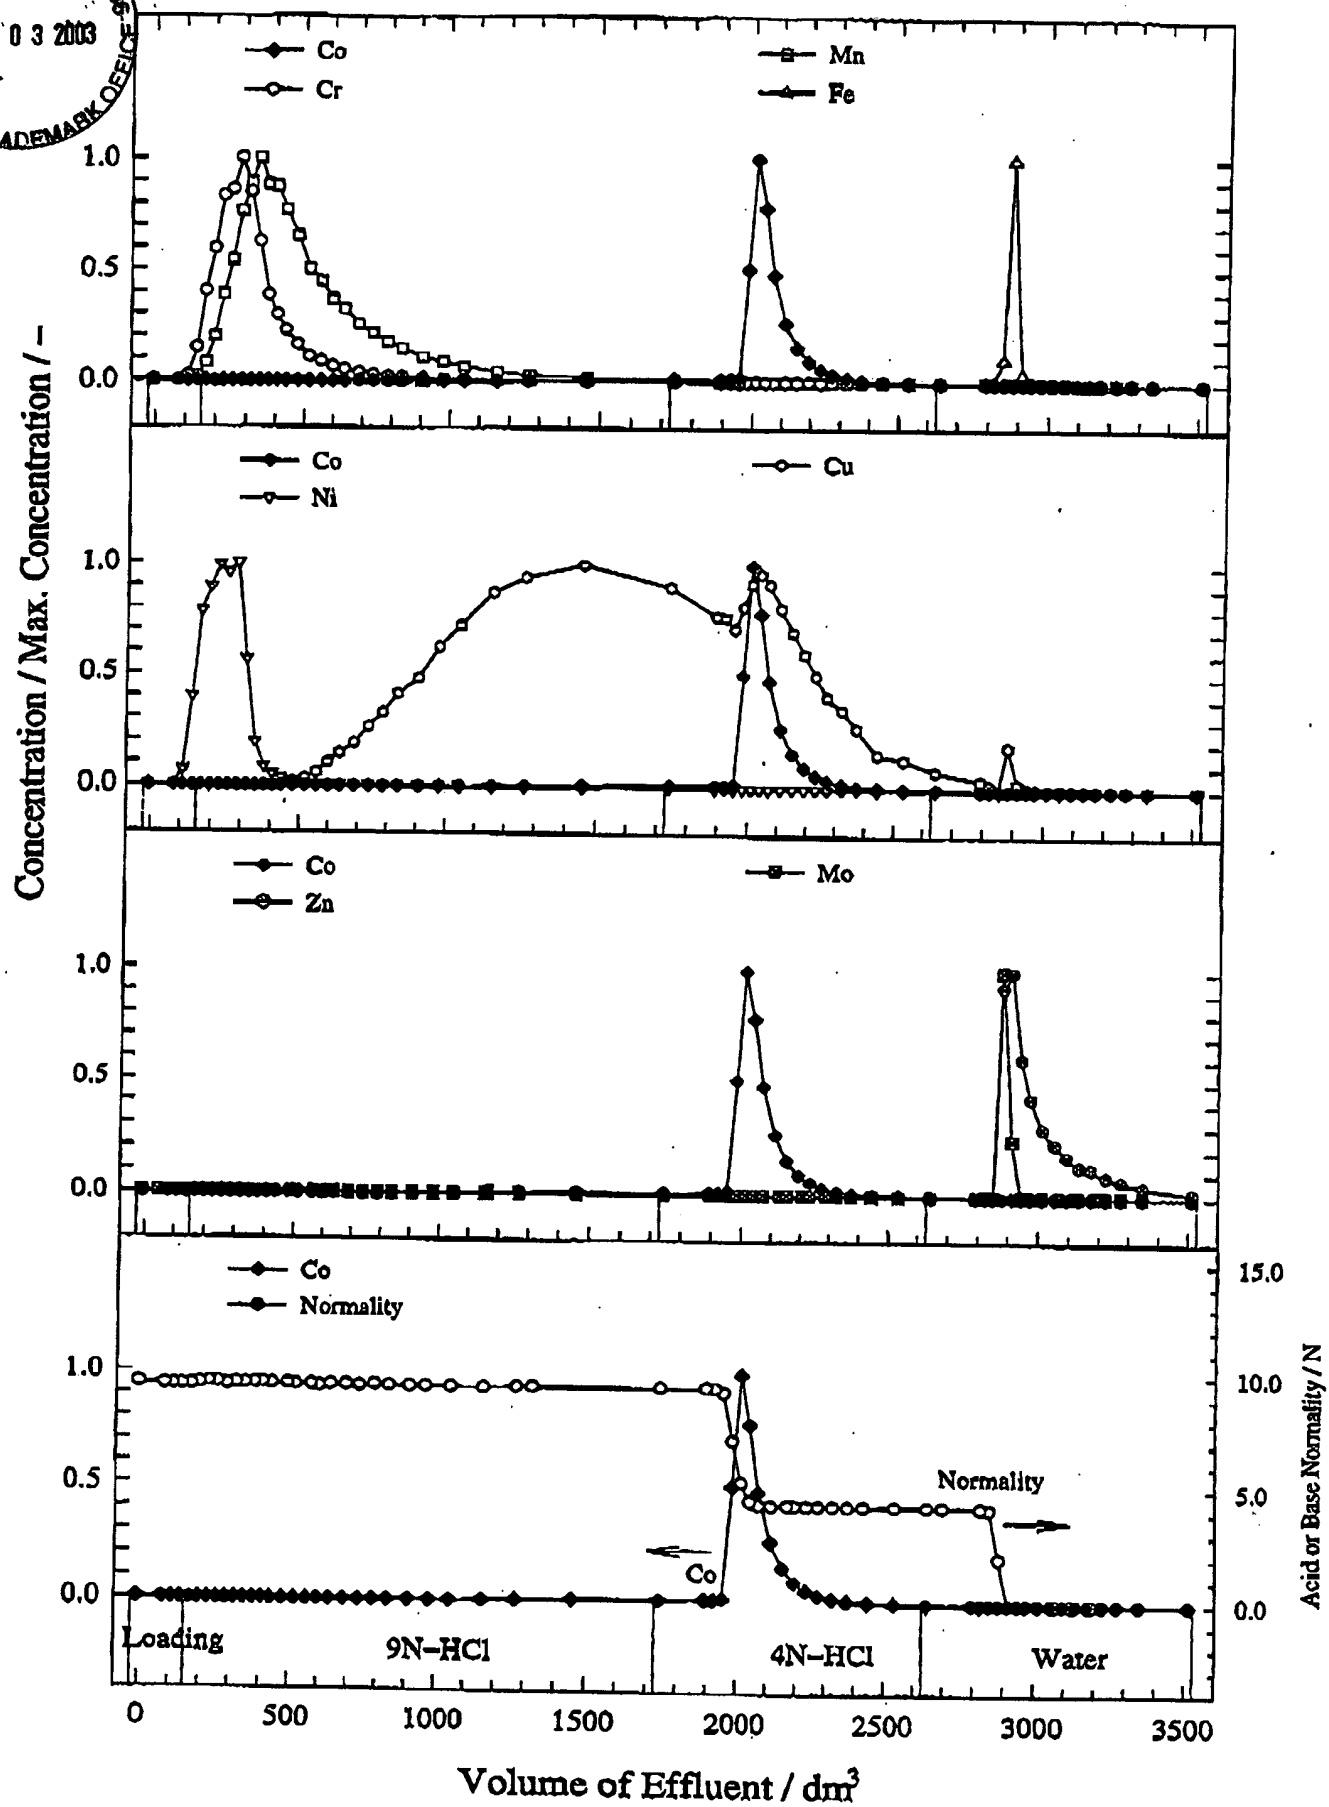 0 3 2003
ADEMARK OFFICE
Co
Cr
Mn
Fe
1.0
0.5
0.0
Co
Ni
Cu
1.0
0.5
0.0
Co
Zn
Mo
1.0
0.5
0.0
Co
Normality
1.0
0.5
0.0
15.0
10.0
5.0
0.0
Normality
Co
Loading
9N-HCl
4N-HCl
Water
0 500 1000 1500 2000 2500 3000 3500
Volume of Effluent / dm³
Concentration / Max. Concentration / -
Acid or Base Normality / N